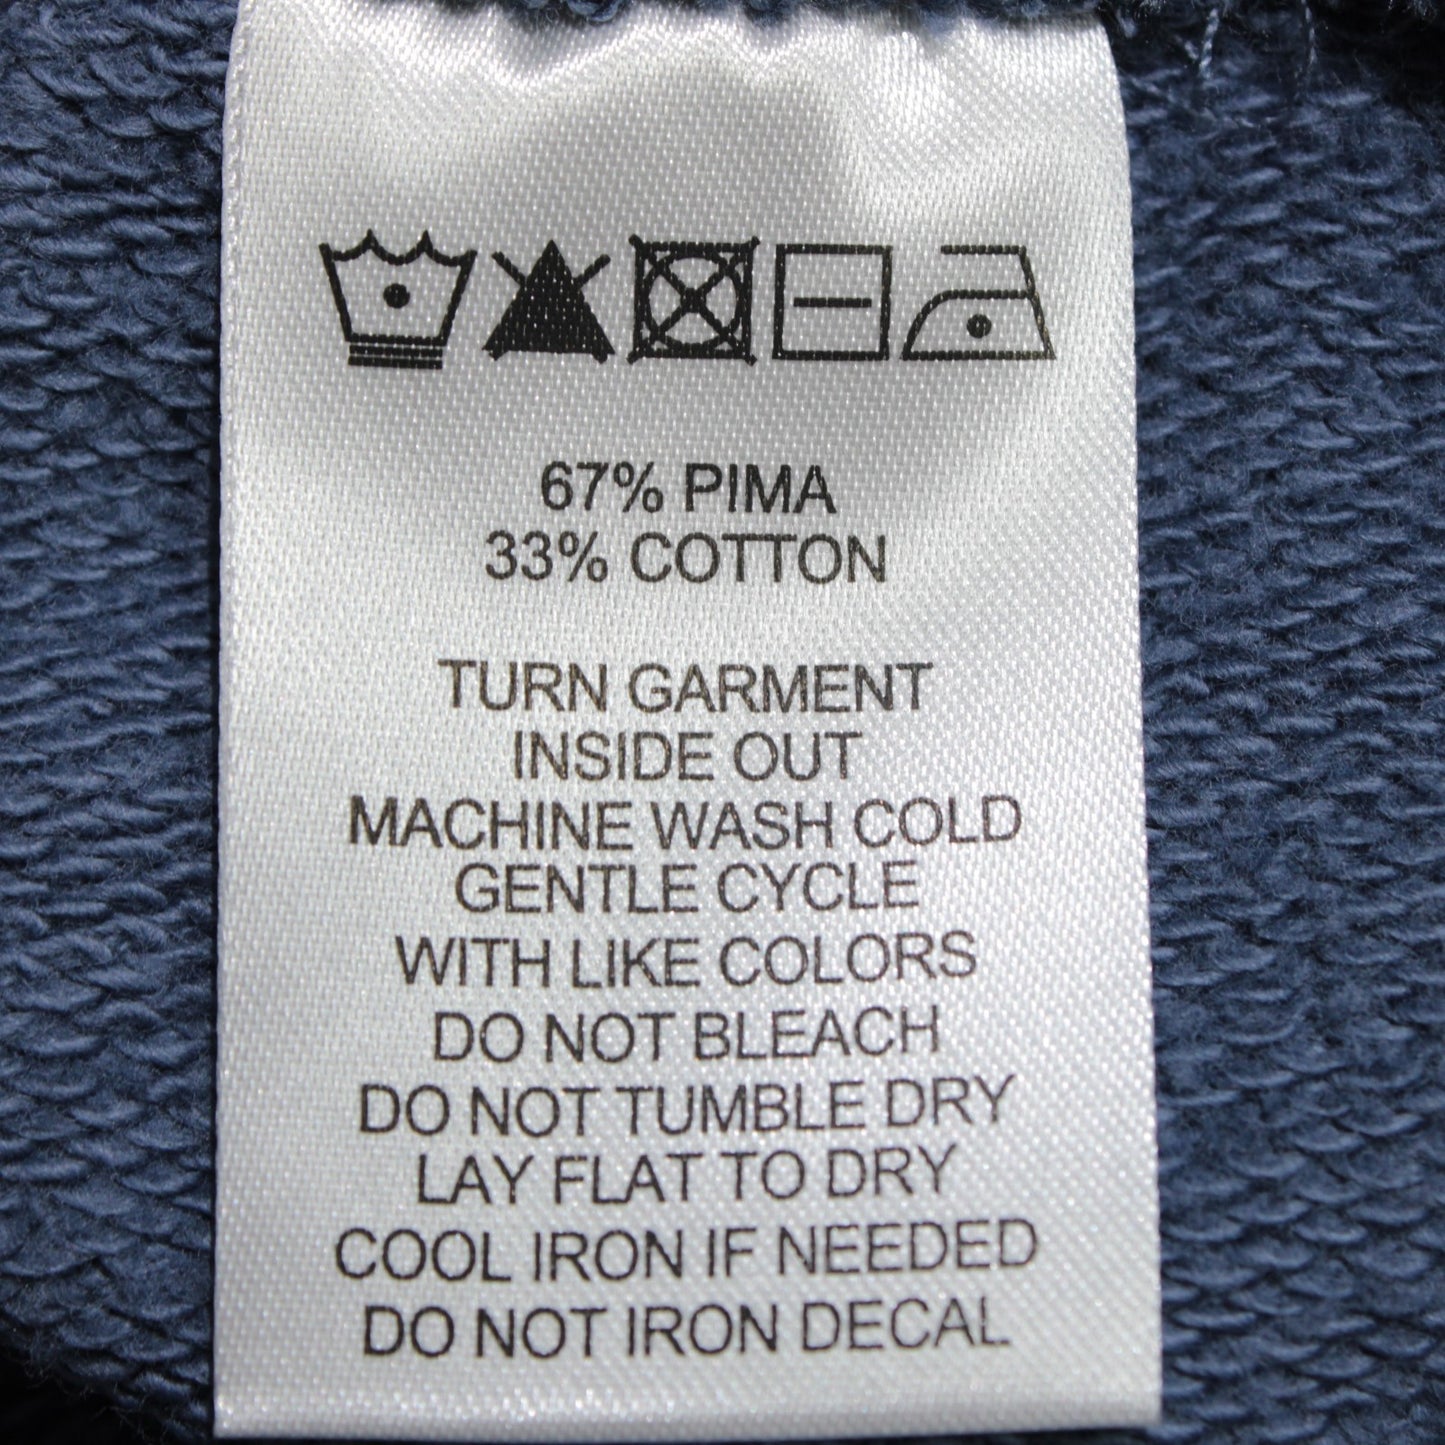 67% PIMA
33% COTTON
TURN GARMENT
INSIDE OUT
MACHINE WASH COLD
GENTLE CYCLE
WITH LIKE COLORS
DO NOT BLEACH
DO NOT TUMBLE DRY
LAY FLAT TO DRY
COOL IRON IF NEEDED
DO NOT IRON DECAL